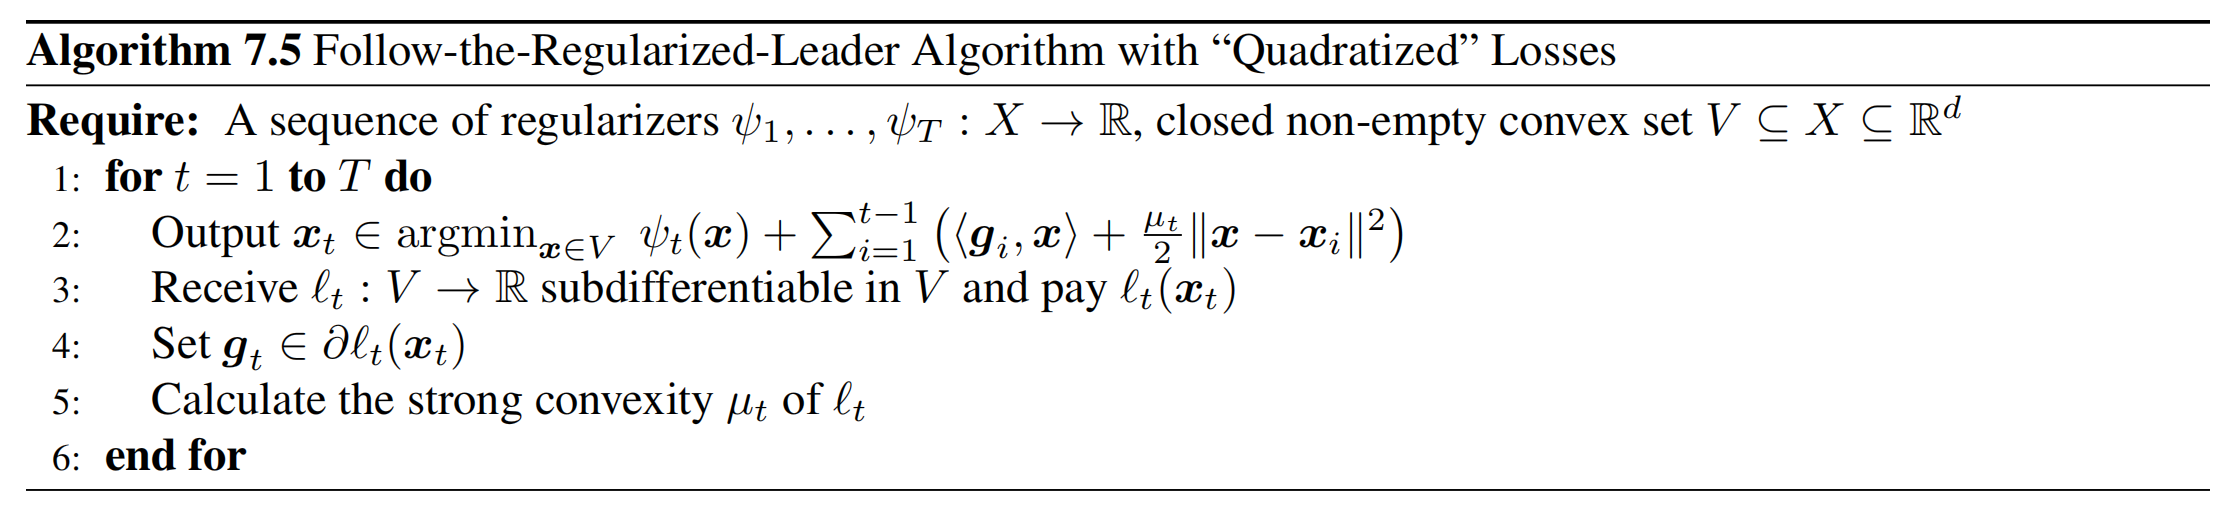 Algorithm 7.5 Follow-the-Regularized-Leader Algorithm with “Quadratized” Losses
Require: A sequence of regularizers $\psi_1, \ldots, \psi_T : X \to \mathbb{R}$, closed non-empty convex set $V \subseteq X \subseteq \mathbb{R}^d$
1: for $t = 1$ to $T$ do
2: Output $\boldsymbol{x}_t \in \operatorname{argmin}_{\boldsymbol{x} \in V} \psi_t(\boldsymbol{x}) + \sum_{i=1}^{t-1} \left( \langle \boldsymbol{g}_i, \boldsymbol{x} \rangle + \frac{\mu_t}{2} \|\boldsymbol{x} - \boldsymbol{x}_i\|^2 \right)$
3: Receive $\ell_t : V \to \mathbb{R}$ subdifferentiable in $V$ and pay $\ell_t(\boldsymbol{x}_t)$
4: Set $\boldsymbol{g}_t \in \partial \ell_t(\boldsymbol{x}_t)$
5: Calculate the strong convexity $\mu_t$ of $\ell_t$
6: end for